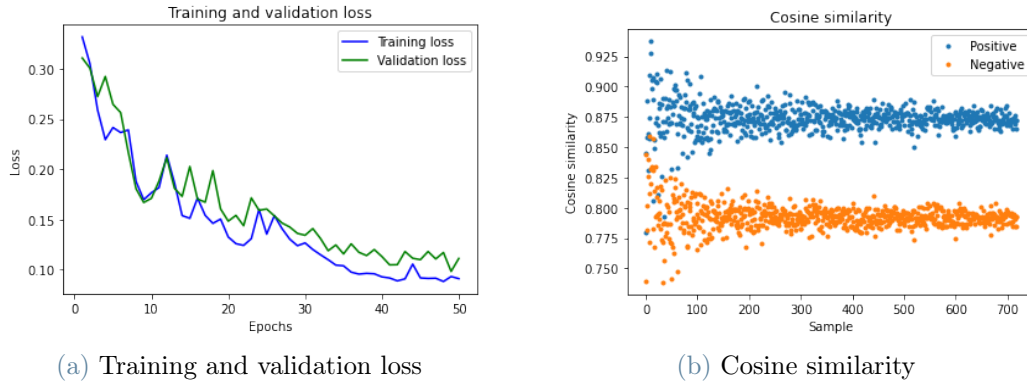 Training and validation loss
Training loss
Validation loss
0.30
0.25
0.20
0.15
0.10
Loss
0
10
20
30
40
50
Epochs
(a) Training and validation loss
Cosine similarity
Positive
Negative
0.925
0.900
0.875
0.850
0.825
0.800
0.775
0.750
Cosine similarity
0
100
200
300
400
500
600
700
Sample
(b) Cosine similarity